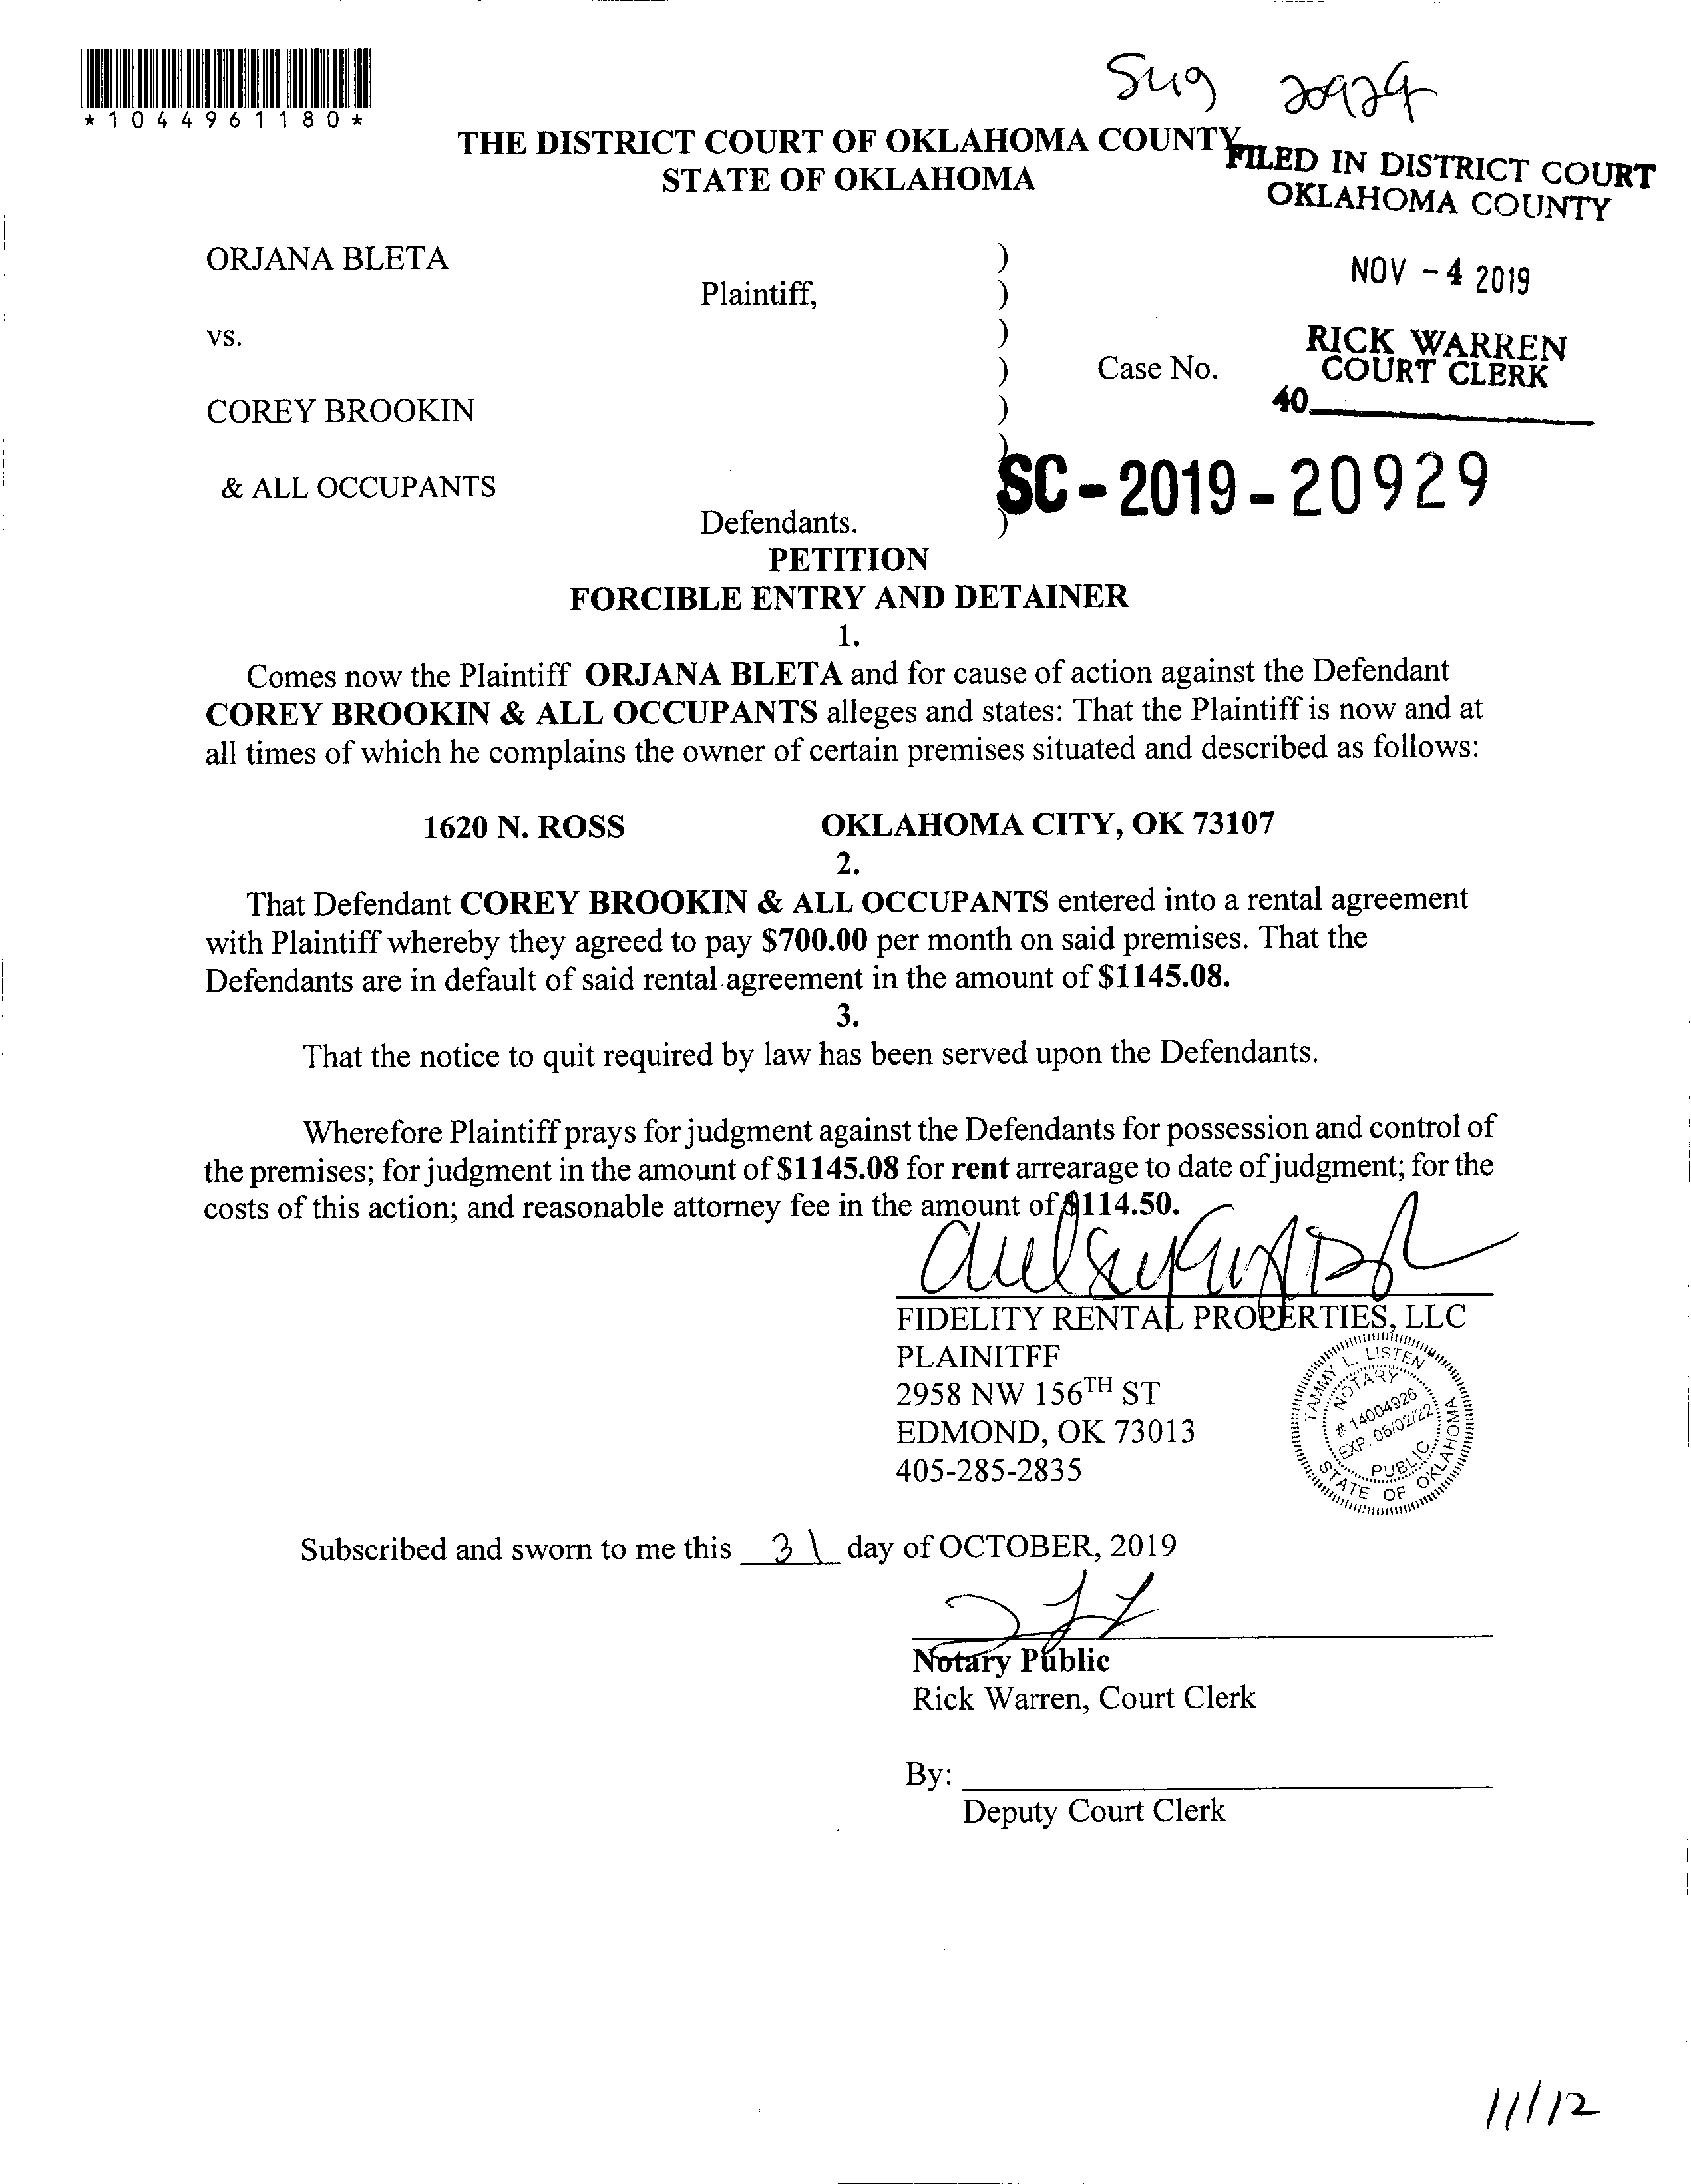 *1044961180*
THE DISTRICT COURT OF OKLAHOMA COUNTY
STATE OF OKLAHOMA
FILED IN DISTRICT COURT
OKLAHOMA COUNTY
NOV -4 2019
RICK WARREN
COURT CLERK
40
ORJANA BLETA )
Plaintiff, )
vs. )
) Case No.
COREY BROOKIN )
)
& ALL OCCUPANTS SC-2019-20929
Defendants. )
PETITION
FORCIBLE ENTRY AND DETAINER
1.
Comes now the Plaintiff ORJANA BLETA and for cause of action against the Defendant
COREY BROOKIN & ALL OCCUPANTS alleges and states: That the Plaintiff is now and at
all times of which he complains the owner of certain premises situated and described as follows:
1620 N. ROSS OKLAHOMA CITY, OK 73107
2.
That Defendant COREY BROOKIN & ALL OCCUPANTS entered into a rental agreement
with Plaintiff whereby they agreed to pay $700.00 per month on said premises. That the
Defendants are in default of said rental agreement in the amount of $1145.08.
3.
That the notice to quit required by law has been served upon the Defendants.
Wherefore Plaintiff prays for judgment against the Defendants for possession and control of
the premises; for judgment in the amount of $1145.08 for rent arrearage to date of judgment; for the
costs of this action; and reasonable attorney fee in the amount of $114.50.
FIDELITY RENTAL PROPERTIES, LLC
PLAINITFF
2958 NW 156TH ST
EDMOND, OK 73013
405-285-2835
TAMMY L. LISTEN
NOTARY
# 14004926
EXP. 05/02/22
PUBLIC
STATE OF OKLAHOMA
Subscribed and sworn to me this 31 day of OCTOBER, 2019
Notary Public
Rick Warren, Court Clerk
By:
Deputy Court Clerk
11/12